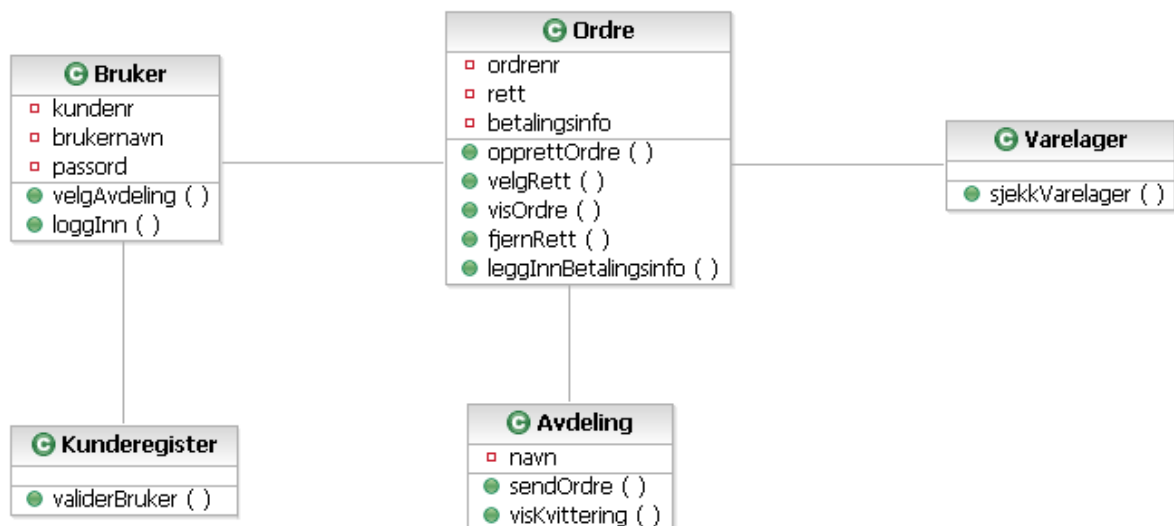 Bruker
kundenr
brukernavn
passord
velgAvdeling ( )
loggInn ( )
Ordre
ordrenr
rett
betalingsinfo
opprettOrdre ( )
velgRett ( )
visOrdre ( )
fjernRett ( )
leggInnBetalingsinfo ( )
Varelager
sjekkVarelager ( )
Kunderegister
validerBruker ( )
Avdeling
navn
sendOrdre ( )
visKvittering ( )